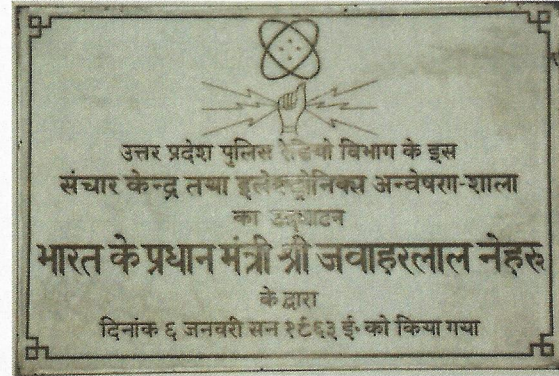 उत्तर प्रदेश पुलिस रेडियो विभाग के इस
संचार केन्द्र तथा इलेक्ट्रोनिक्स अन्वेषण-शाला
का उद्घाटन
भारत के प्रधान मंत्री श्री जवाहरलाल नेहरू
के द्वारा
दिनांक ६ जनवरी सन १९६३ ई॰ को किया गया